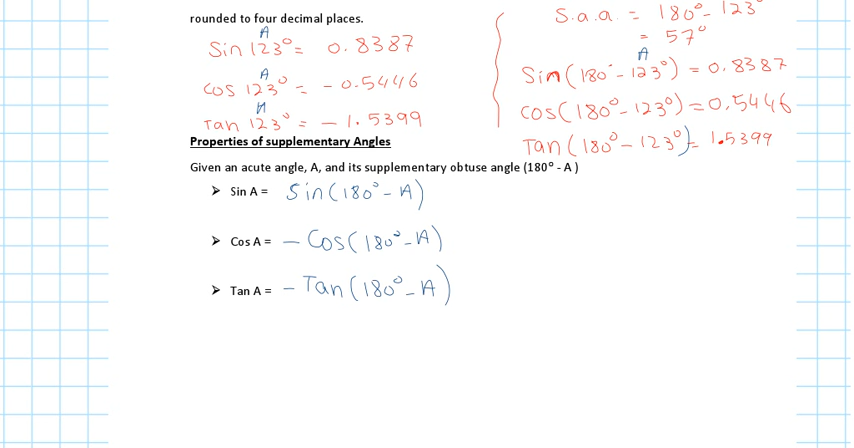 rounded to four decimal places.
A
Sin 123° = 0.8387
A
cos 123° = - 0.5446
A
Tan 123° = - 1.5399
S.a.a. = 180° - 123°
= 57°
A
Sin (180° - 123°) = 0.8387
cos (180° - 123°) = 0.5446
Tan (180° - 123°) = 1.5399
Properties of supplementary Angles
Given an acute angle, A, and its supplementary obtuse angle (180° - A )
➤ Sin A = Sin (180° - A)
➤ Cos A = - Cos (180° - A)
➤ Tan A = - Tan (180° - A)